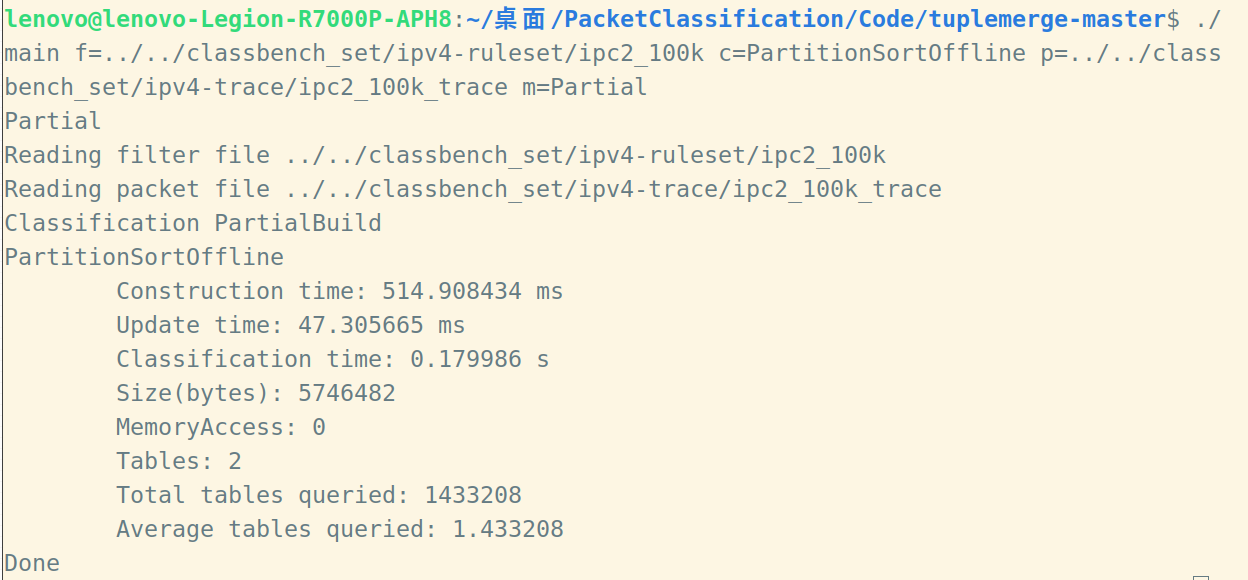 lenovo@lenovo-Legion-R7000P-APH8:~/桌面/PacketClassification/Code/tuplemerge-master$ ./
main f=../../classbench_set/ipv4-ruleset/ipc2_100k c=PartitionSortOffline p=../../class
bench_set/ipv4-trace/ipc2_100k_trace m=Partial
Partial
Reading filter file ../../classbench_set/ipv4-ruleset/ipc2_100k
Reading packet file ../../classbench_set/ipv4-trace/ipc2_100k_trace
Classification PartialBuild
PartitionSortOffline
        Construction time: 514.908434 ms
        Update time: 47.305665 ms
        Classification time: 0.179986 s
        Size(bytes): 5746482
        MemoryAccess: 0
        Tables: 2
        Total tables queried: 1433208
        Average tables queried: 1.433208
Done